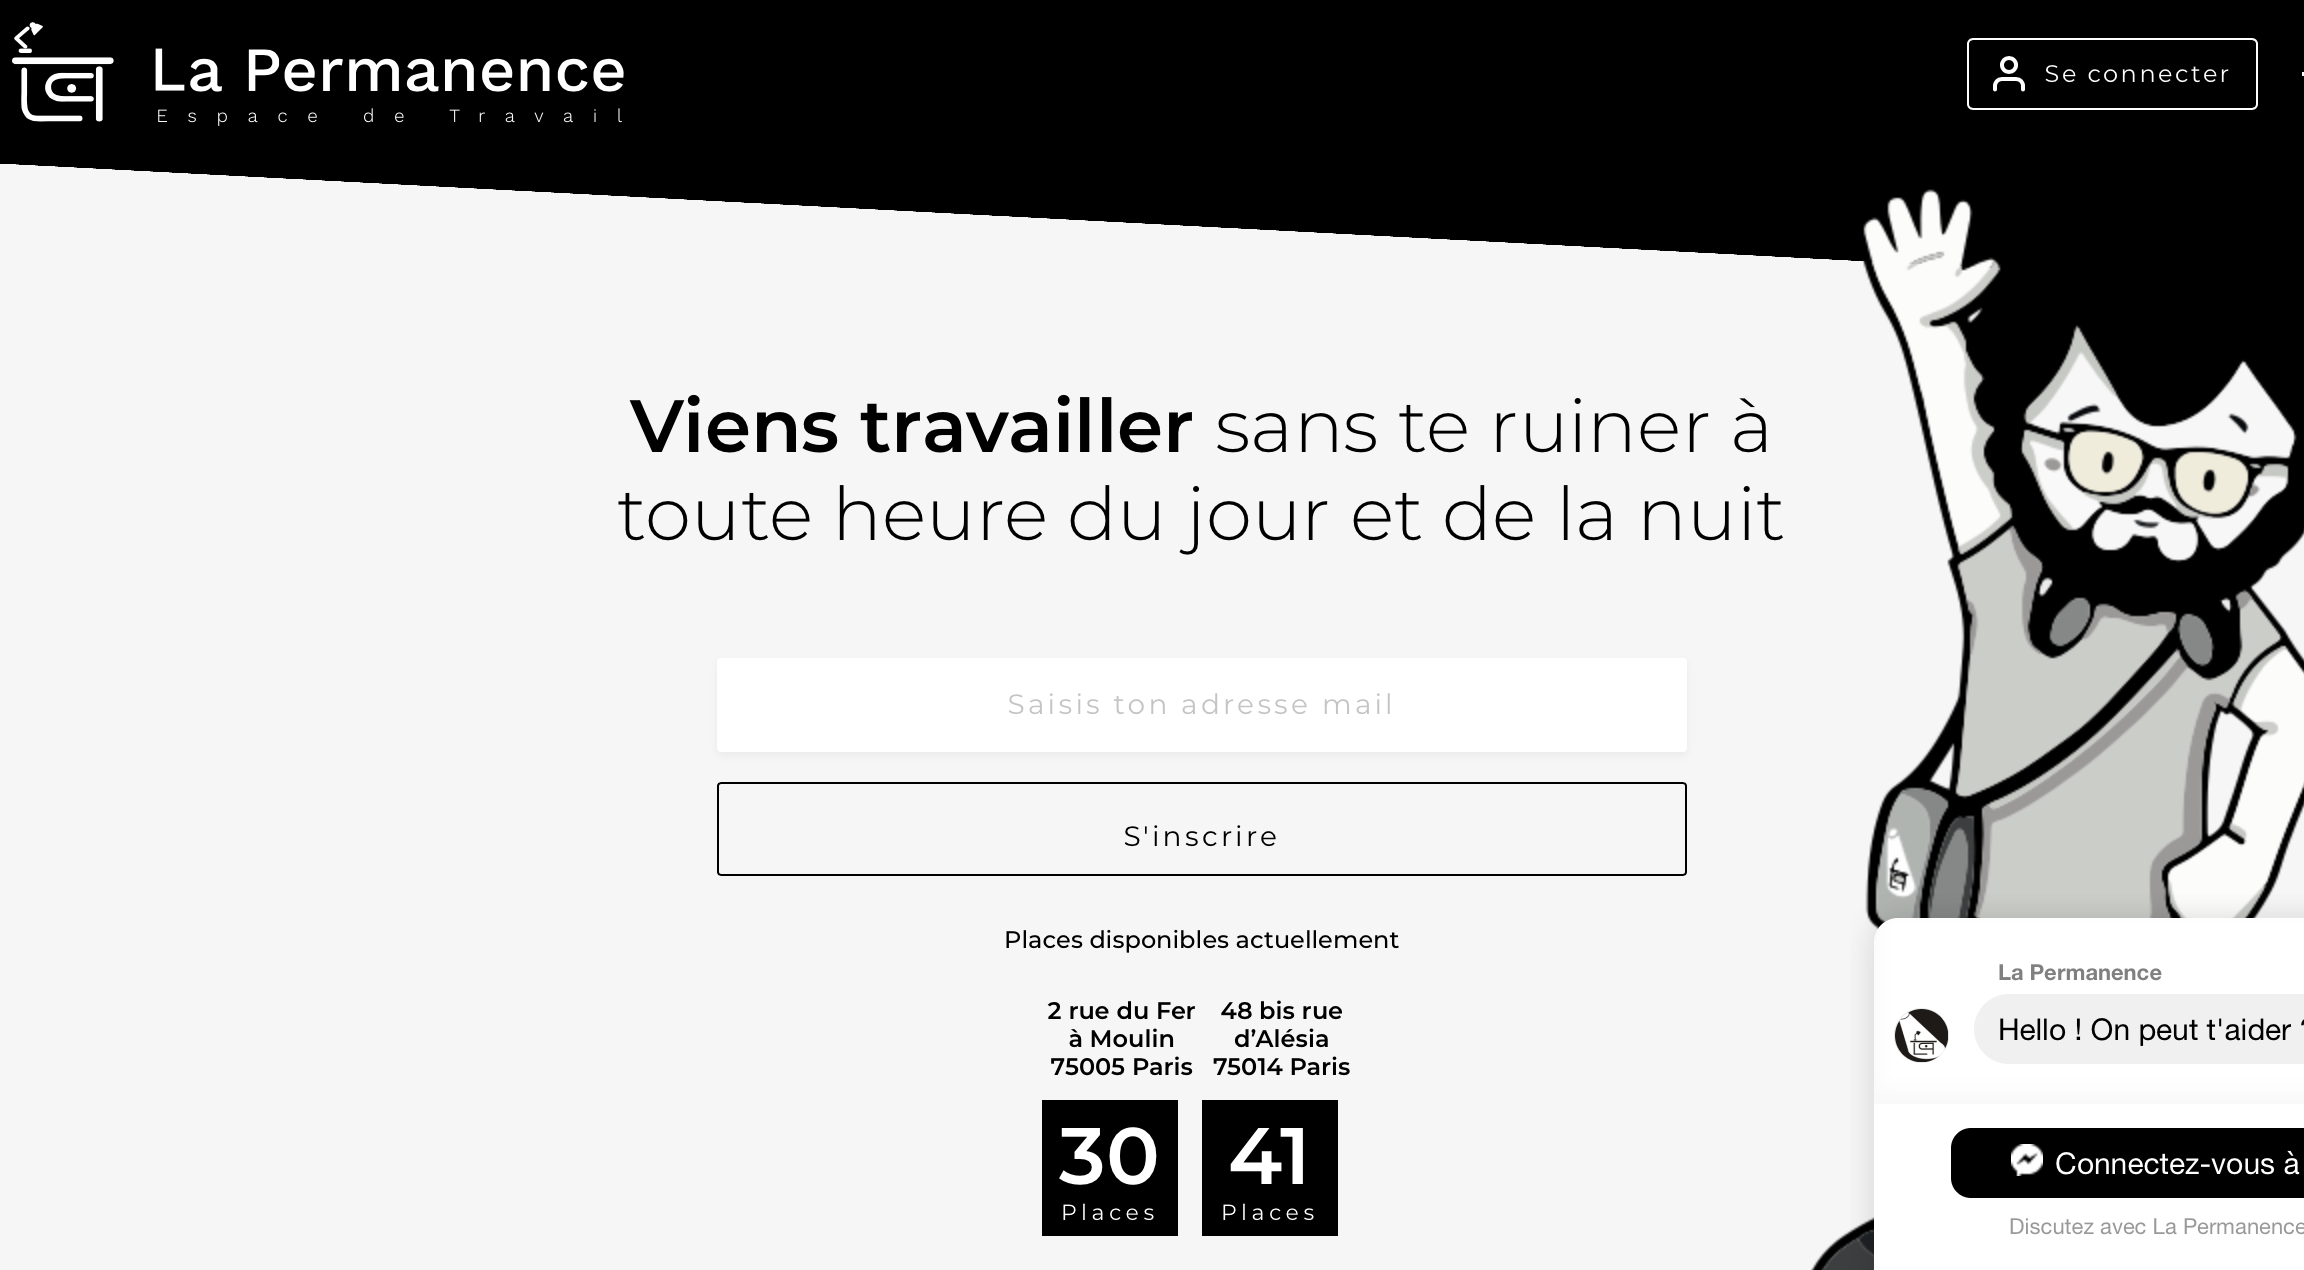 La Permanence
Espace de Travail
Se connecter
Viens travailler sans te ruiner à
toute heure du jour et de la nuit
Saisis ton adresse mail
S'inscrire
Places disponibles actuellement
2 rue du Fer
à Moulin
75005 Paris
48 bis rue
d’Alésia
75014 Paris
30
Places
41
Places
La Permanence
Hello ! On peut t'aider ?
Connectez-vous à
Discutez avec La Permanence